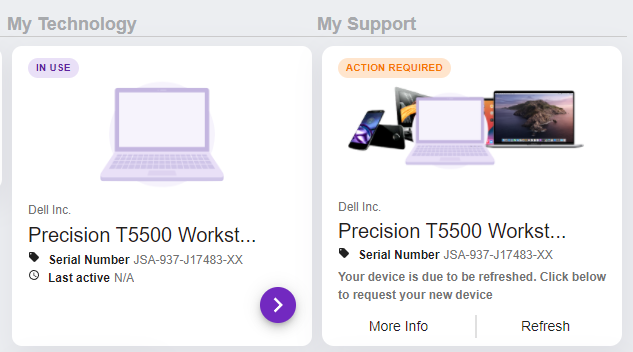 My Technology
My Support
IN USE
Dell Inc.
Precision T5500 Workst...
Serial Number JSA-937-J17483-XX
Last active N/A
ACTION REQUIRED
Dell Inc.
Precision T5500 Workst...
Serial Number JSA-937-J17483-XX
Your device is due to be refreshed. Click below
to request your new device
More Info
Refresh